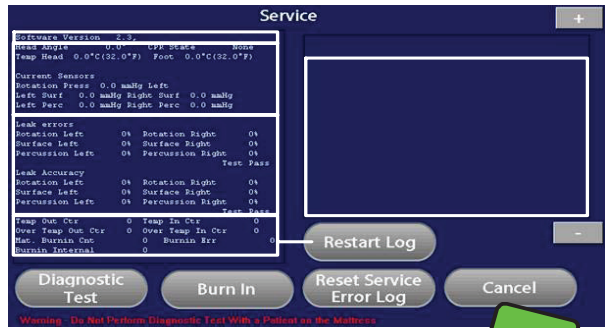 Service
+
Software Version 2.3,
Head Angle 0.0° CPR State None
Temp Head 0.0°C(32.0°F) Foot 0.0°C(32.0°F)
Current Sensors
Rotation Press 0.0 mmHg Left
Left Surf 0.0 mmHg Right Surf 0.0 mmHg
Left Perc 0.0 mmHg Right Perc 0.0 mmHg
Leak errors
Rotation Left 0% Rotation Right 0%
Surface Left 0% Surface Right 0%
Percussion Left 0% Percussion Right 0%
Test Pass
Leak Accuracy
Rotation Left 0% Rotation Right 0%
Surface Left 0% Surface Right 0%
Percussion Left 0% Percussion Right 0%
Test Pass
Temp Out Ctr 0 Temp In Ctr 0
Over Temp Out Ctr 0 Over Temp In Ctr 0
Mat. Burnin Cnt 0 Burnin Err 0
Burnin Internal 0
Restart Log
-
Diagnostic
Test
Burn In
Reset Service
Error Log
Cancel
Warning - Do Not Perform Diagnostic Test With a Patient on the Mattress